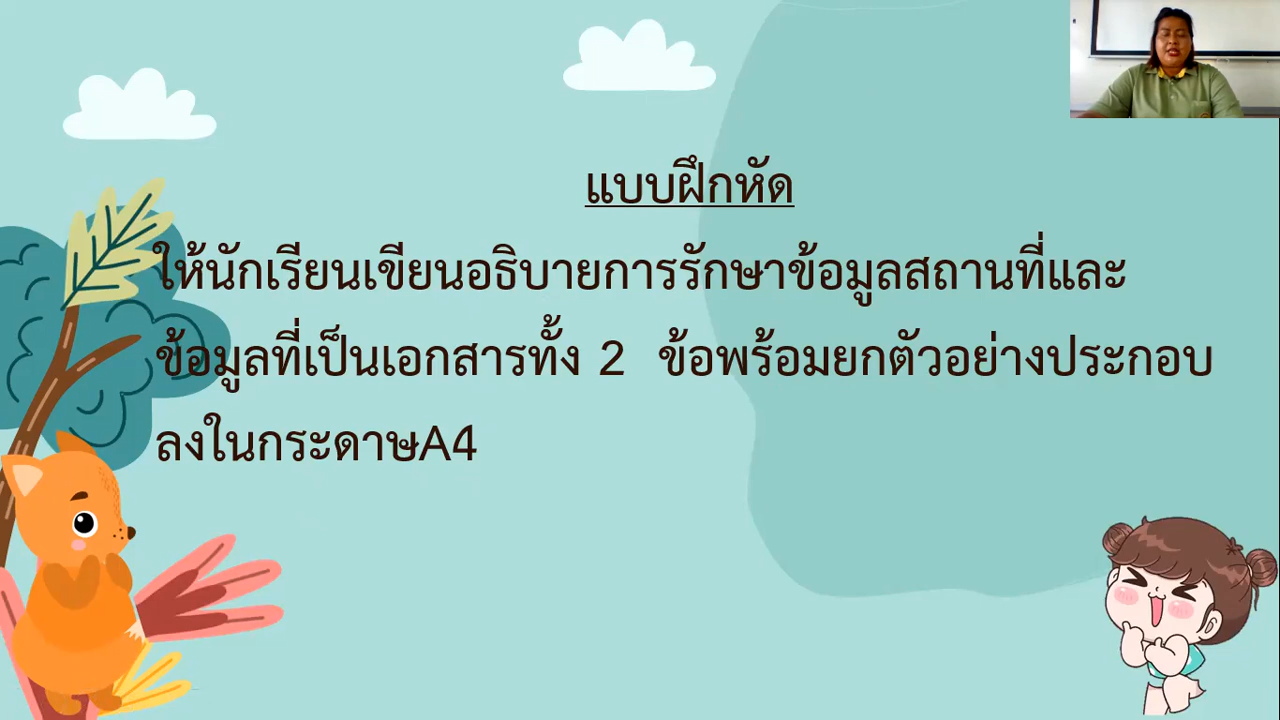 แบบฝึกหัด
ให้นักเรียนเขียนอธิบายการรักษาข้อมูลสถานที่และ
ข้อมูลที่เป็นเอกสารทั้ง 2 ข้อพร้อมยกตัวอย่างประกอบ
ลงในกระดาษA4